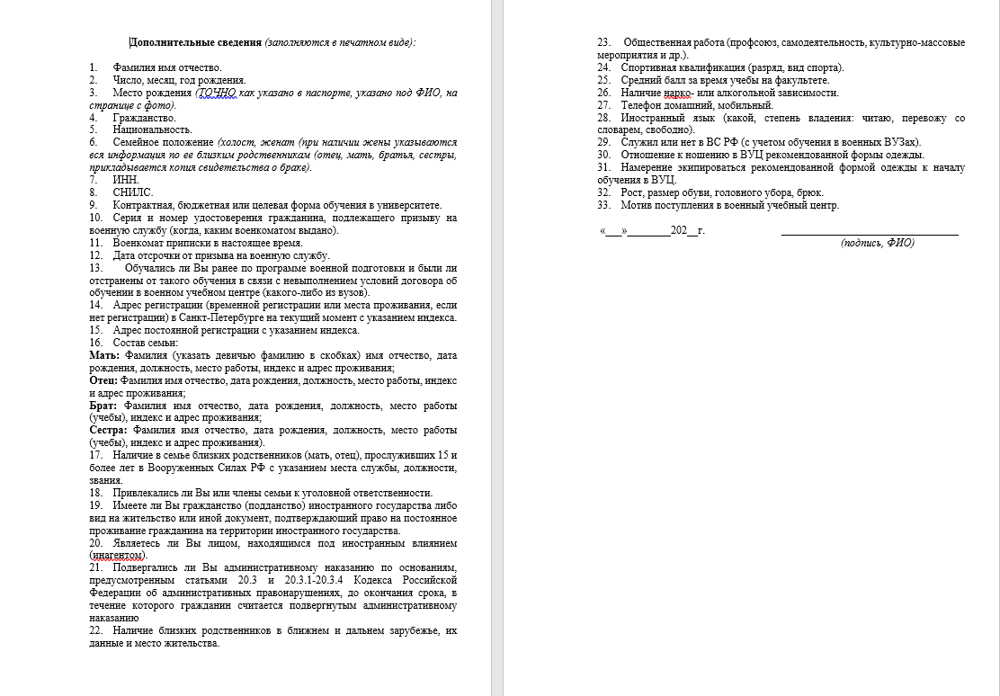 Дополнительные сведения (заполняются в печатном виде):
1. Фамилия имя отчество.
2. Число, месяц, год рождения.
3. Место рождения (ТОЧНО как указано в паспорте, указано под ФИО, на
странице с фото).
4. Гражданство.
5. Национальность.
6. Семейное положение (холост, женат (при наличии жены указываются
вся информация по ее близким родственникам (отец, мать, братья, сестры,
прикладывается копия свидетельства о браке).
7. ИНН.
8. СНИЛС.
9. Контрактная, бюджетная или целевая форма обучения в университете.
10. Серия и номер удостоверения гражданина, подлежащего призыву на
военную службу (когда, каким военкоматом выдано).
11. Военкомат приписки в настоящее время.
12. Дата отсрочки от призыва на военную службу.
13. Обучались ли Вы ранее по программе военной подготовки и были ли
отстранены от такого обучения в связи с невыполнением условий договора об
обучении в военном учебном центре (какого-либо из вузов).
14. Адрес регистрации (временной регистрации или места проживания, если
нет регистрации) в Санкт-Петербурге на текущий момент с указанием индекса.
15. Адрес постоянной регистрации с указанием индекса.
16. Состав семьи:
Мать: Фамилия (указать девичью фамилию в скобках) имя отчество, дата
рождения, должность, место работы, индекс и адрес проживания;
Отец: Фамилия имя отчество, дата рождения, должность, место работы, индекс
и адрес проживания;
Брат: Фамилия имя отчество, дата рождения, должность, место работы
(учебы), индекс и адрес проживания;
Сестра: Фамилия имя отчество, дата рождения, должность, место работы
(учебы), индекс и адрес проживания).
17. Наличие в семье близких родственников (мать, отец), прослуживших 15 и
более лет в Вооруженных Силах РФ с указанием места службы, должности,
звания.
18. Привлекались ли Вы или члены семьи к уголовной ответственности.
19. Имеете ли Вы гражданство (подданство) иностранного государства либо
вид на жительство или иной документ, подтверждающий право на постоянное
проживание гражданина на территории иностранного государства.
20. Являетесь ли Вы лицом, находящимся под иностранным влиянием
(инагентом).
21. Подвергались ли Вы административному наказанию по основаниям,
предусмотренным статьями 20.3 и 20.3.1-20.3.4 Кодекса Российской
Федерации об административных правонарушениях, до окончания срока, в
течение которого гражданин считается подвергнутым административному
наказанию
22. Наличие близких родственников в ближнем и дальнем зарубежье, их
данные и место жительства.
23. Общественная работа (профсоюз, самодеятельность, культурно-массовые
мероприятия и др.).
24. Спортивная квалификация (разряд, вид спорта).
25. Средний балл за время учебы на факультете.
26. Наличие нарко- или алкогольной зависимости.
27. Телефон домашний, мобильный.
28. Иностранный язык (какой, степень владения: читаю, перевожу со
словарем, свободно).
29. Служил или нет в ВС РФ (с учетом обучения в военных ВУЗах).
30. Отношение к ношению в ВУЦ рекомендованной формы одежды.
31. Намерение экипироваться рекомендованной формой одежды к началу
обучения в ВУЦ.
32. Рост, размер обуви, головного убора, брюк.
33. Мотив поступления в военный учебный центр.
«___»________202__г. _________________________________
(подпись, ФИО)